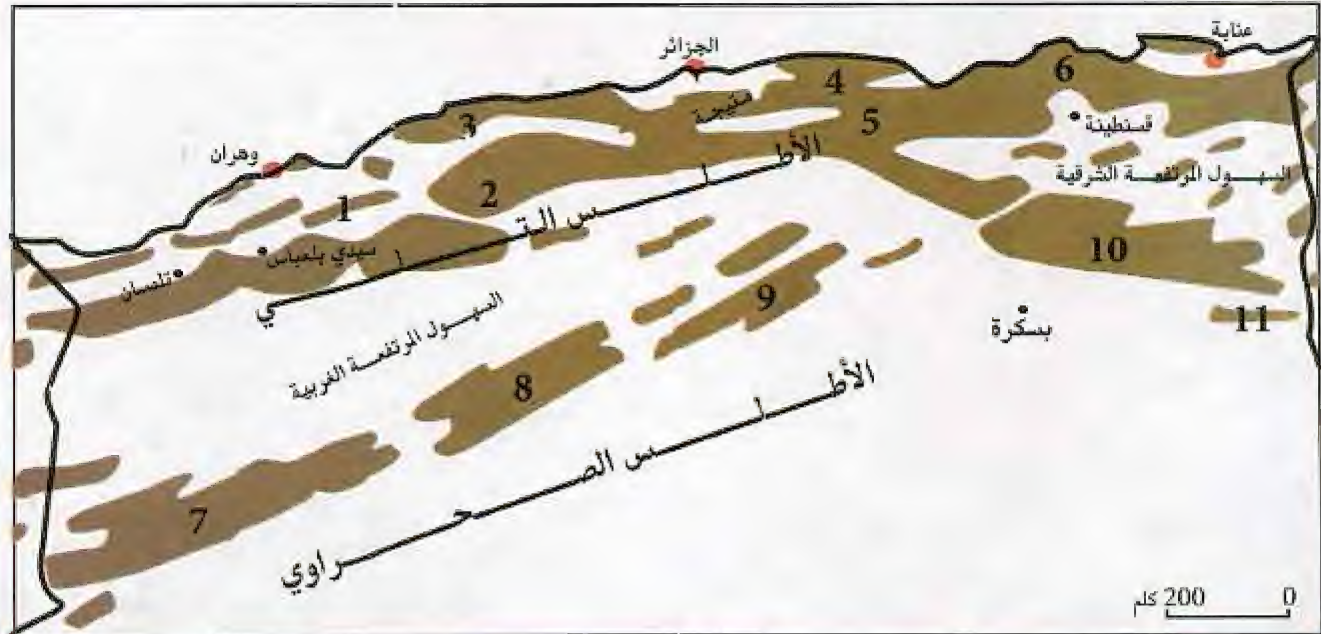 عنابة
الجزائر
6
4
متيجة
3
5
قسنطينة
وهران
السهول المرتفعة الشرقية
الأطلس التلي
2
1
سيدي بلعباس
10
تلمسان
9
11
بسكرة
السهول المرتفعة الغربية
8
الأطلس الصحراوي
7
0 200 كلم